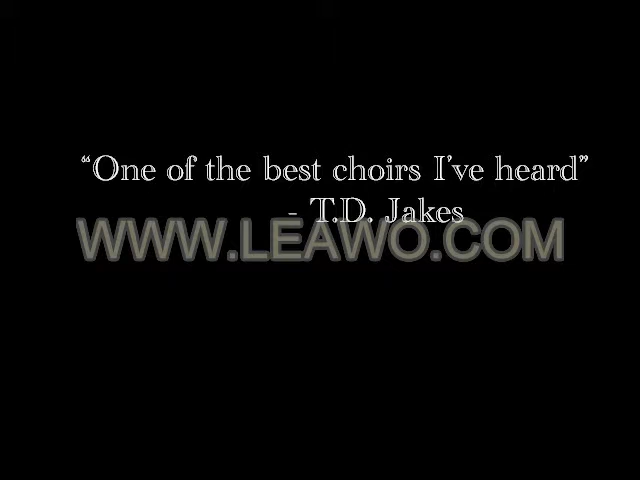 “One of the best choirs I've heard”
- T.D. Jakes
WWW.LEAWO.COM